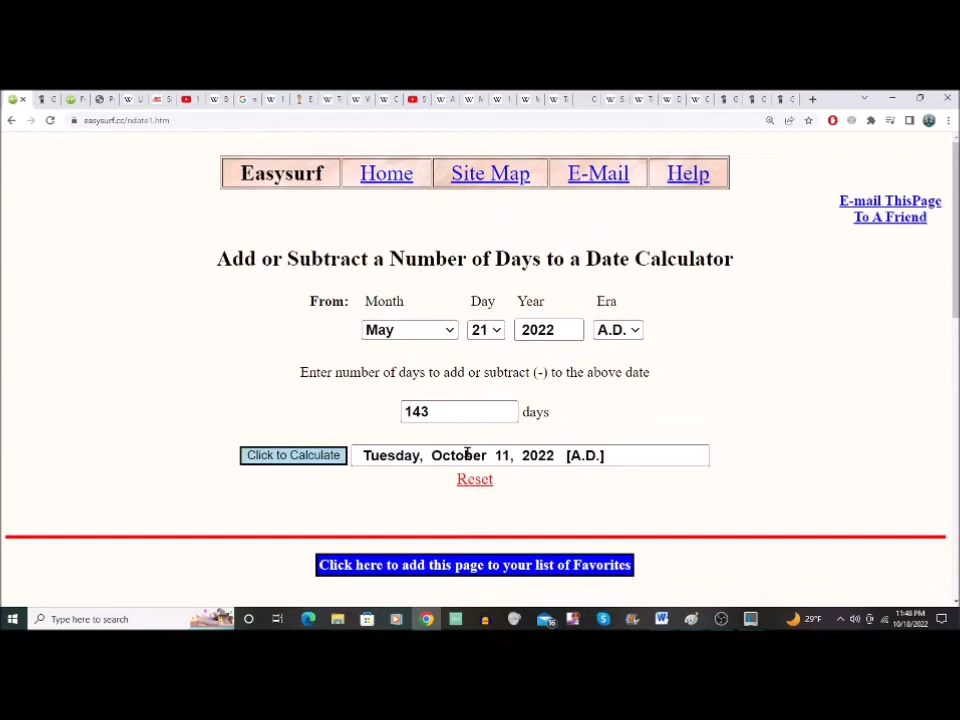 easysurf.cc/ndate1.htm
Easysurf Home Site Map E-Mail Help
E-mail ThisPage
To A Friend
Add or Subtract a Number of Days to a Date Calculator
From: Month Day Year Era
May 21 2022 A.D.
Enter number of days to add or subtract (-) to the above date
143 days
Click to Calculate Tuesday, October 11, 2022 [A.D.]
Reset
Click here to add this page to your list of Favorites
Type here to search
29°F
11:48 PM
10/18/2022